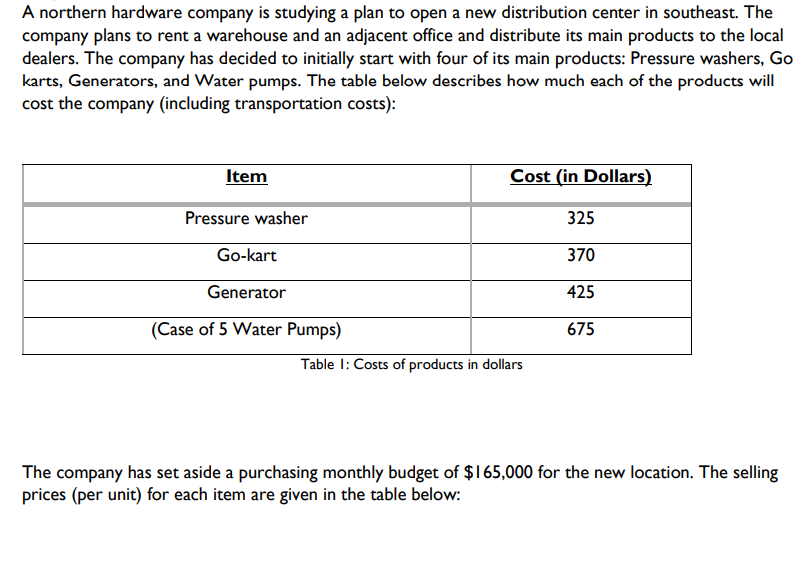 A northern hardware company is studying a plan to open a new distribution center in southeast. The
company plans to rent a warehouse and an adjacent office and distribute its main products to the local
dealers. The company has decided to initially start with four of its main products: Pressure washers, Go
karts, Generators, and Water pumps. The table below describes how much each of the products will
cost the company (including transportation costs):
Item Cost (in Dollars)
Pressure washer 325
Go-kart 370
Generator 425
(Case of 5 Water Pumps) 675
Table 1: Costs of products in dollars
The company has set aside a purchasing monthly budget of $165,000 for the new location. The selling
prices (per unit) for each item are given in the table below: